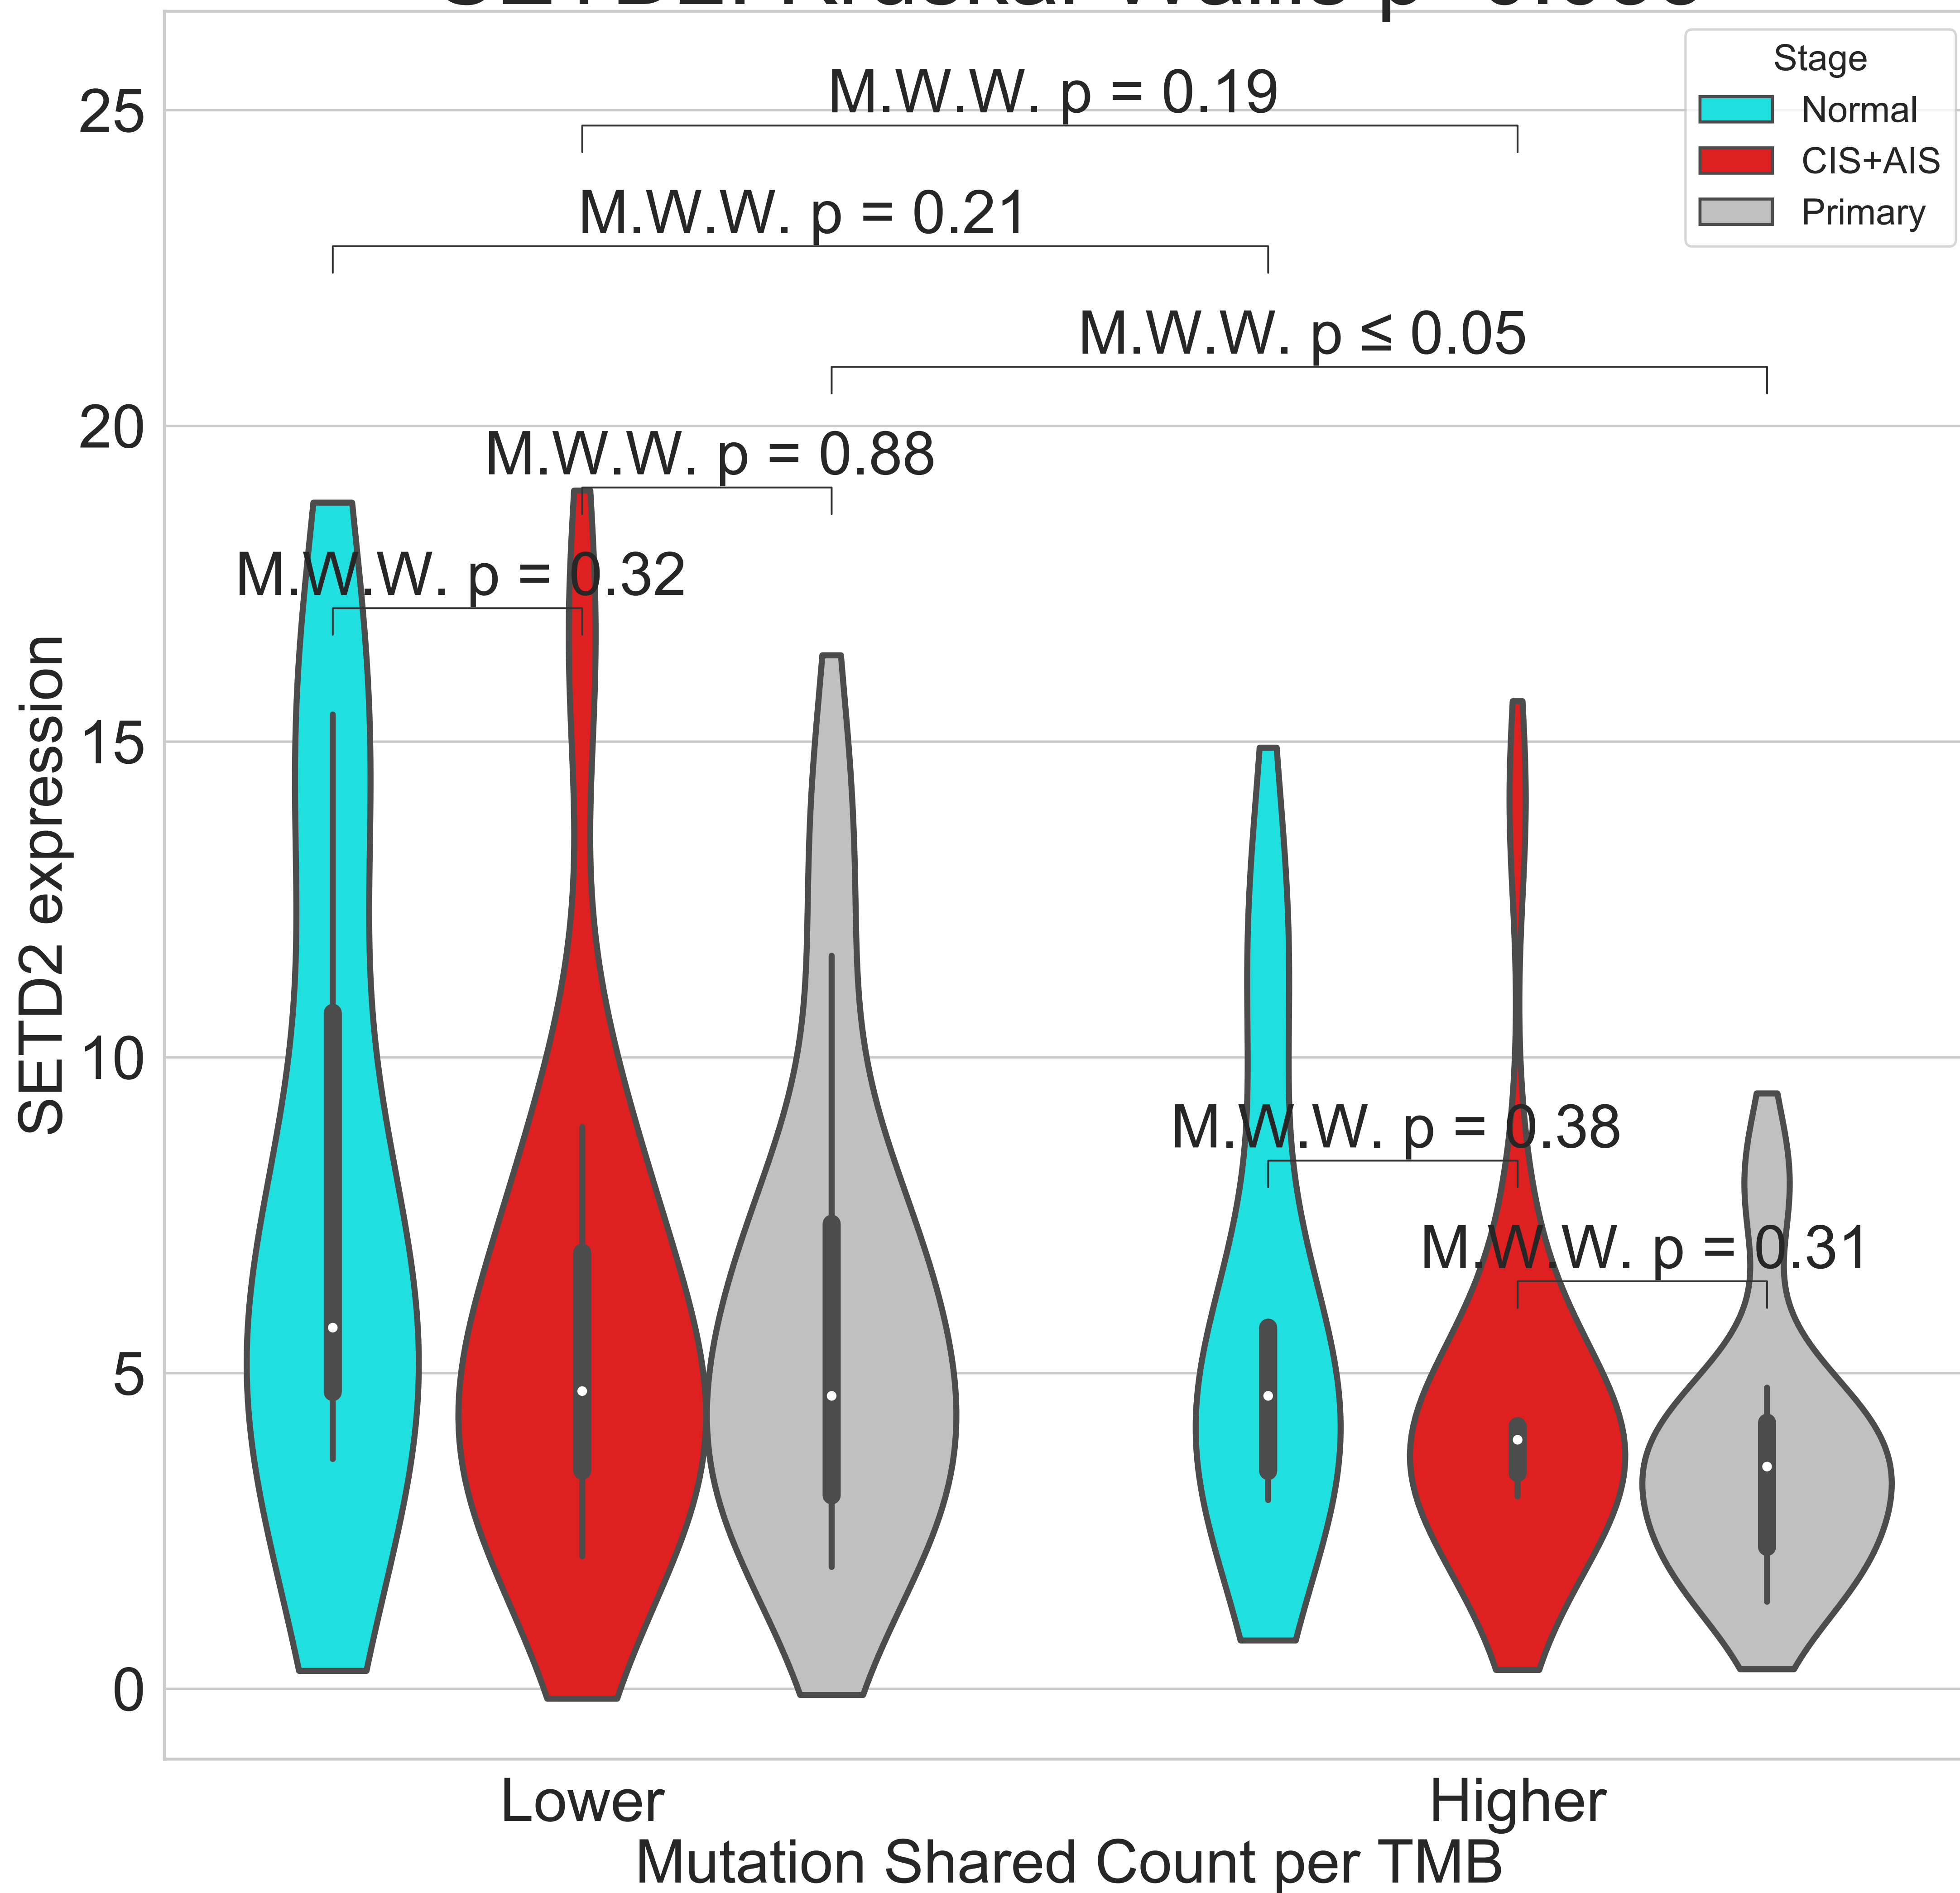 25
20
15
10
5
0
SETD2 expression
M.W.W. p = 0.19
M.W.W. p = 0.21
M.W.W. p ≤ 0.05
M.W.W. p = 0.88
M.W.W. p = 0.32
M.W.W. p = 0.38
M.W.W. p = 0.31
Stage
Normal
CIS+AIS
Primary
Lower
Higher
Mutation Shared Count per TMB